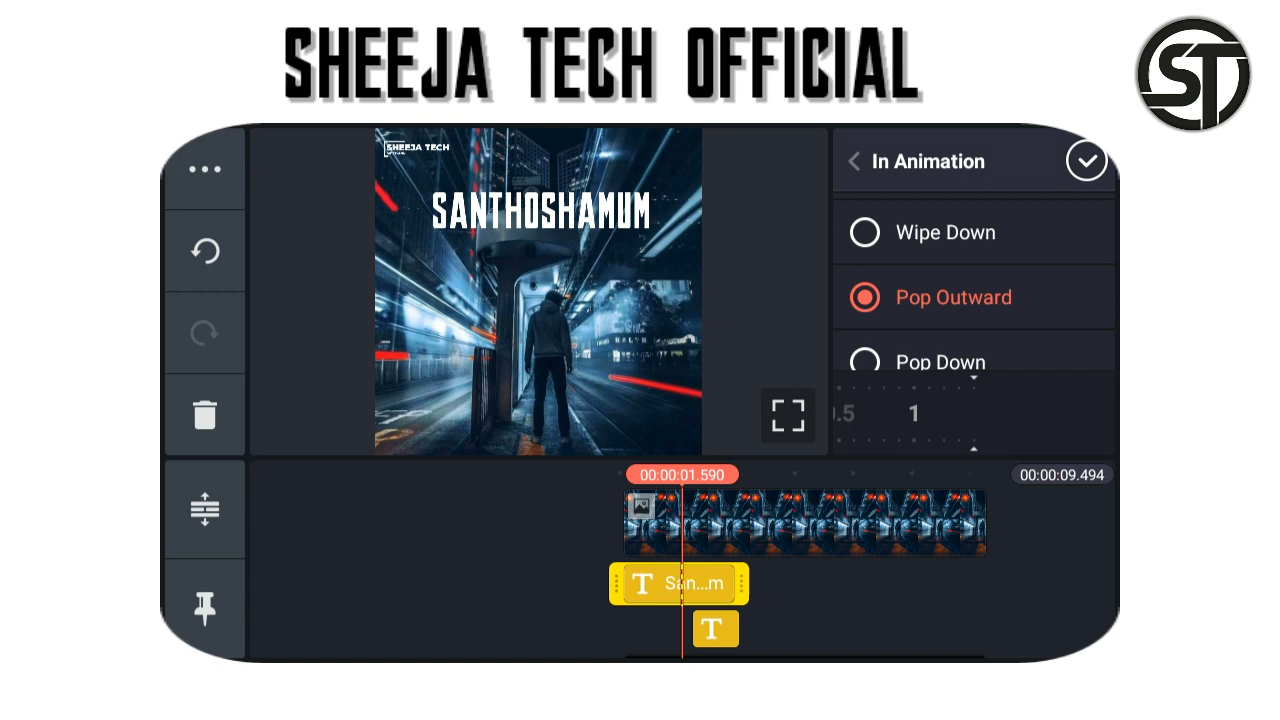 SHEEJA TECH OFFICIAL
ST
SHEEJA TECH
SANTHOSHAMUM
In Animation
Wipe Down
Pop Outward
Pop Down
.5 1
00:00:01.590
00:00:09.494
T San...m
T